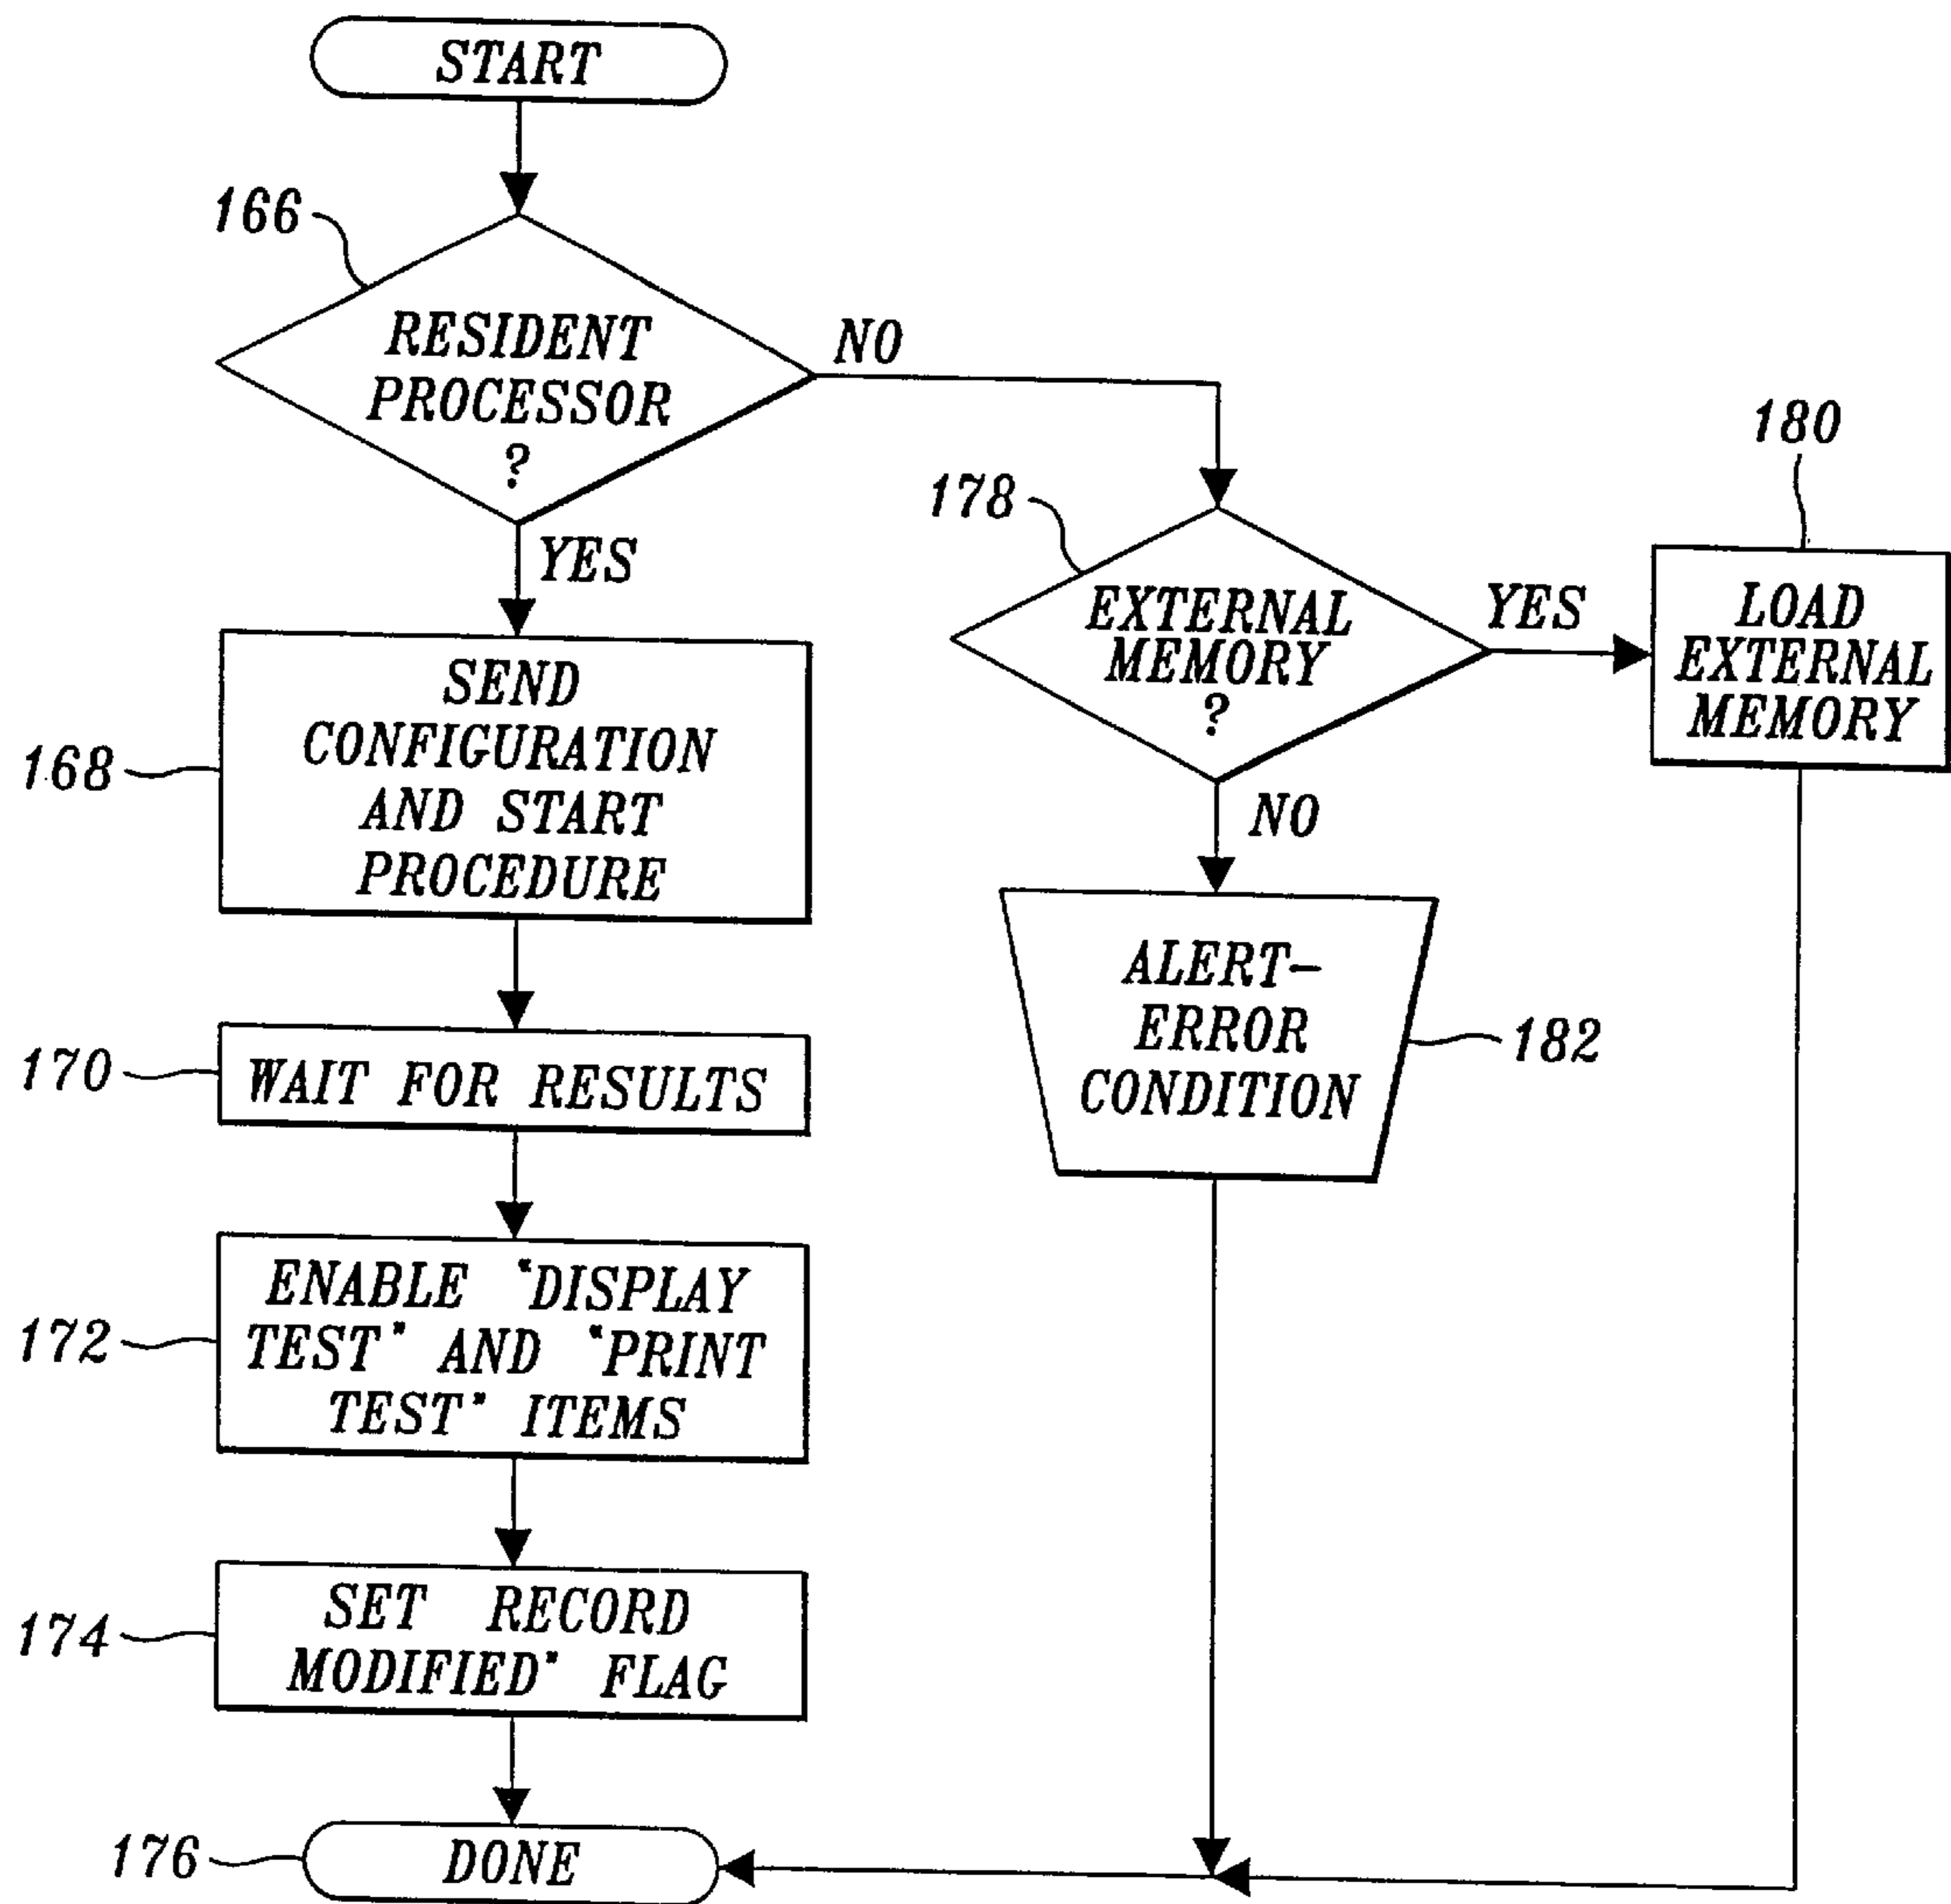 START
166
RESIDENT
PROCESSOR
?
NO
YES
168
SEND
CONFIGURATION
AND START
PROCEDURE
178
EXTERNAL
MEMORY
?
YES
NO
180
LOAD
EXTERNAL
MEMORY
170
WAIT FOR RESULTS
ALERT-
ERROR
CONDITION
182
172
ENABLE "DISPLAY
TEST" AND "PRINT
TEST" ITEMS
174
SET RECORD
MODIFIED" FLAG
176
DONE